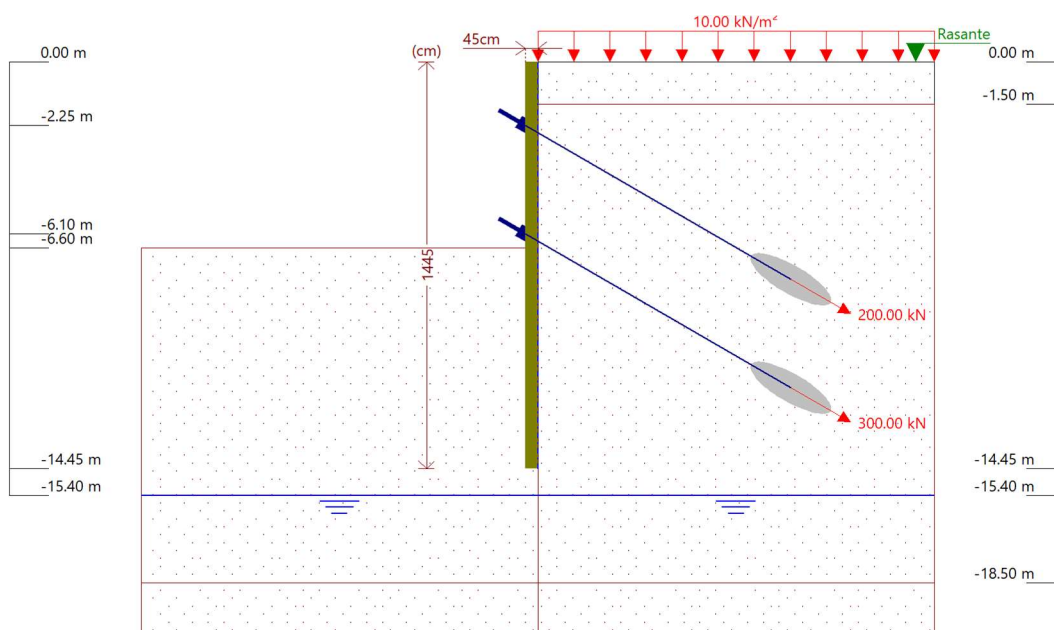 10.00 kN/m²
Rasante
45cm
(cm)
0.00 m
0.00 m
-1.50 m
-2.25 m
-6.10 m
-6.60 m
1445
200.00 kN
300.00 kN
-14.45 m
-14.45 m
-15.40 m
-15.40 m
-18.50 m